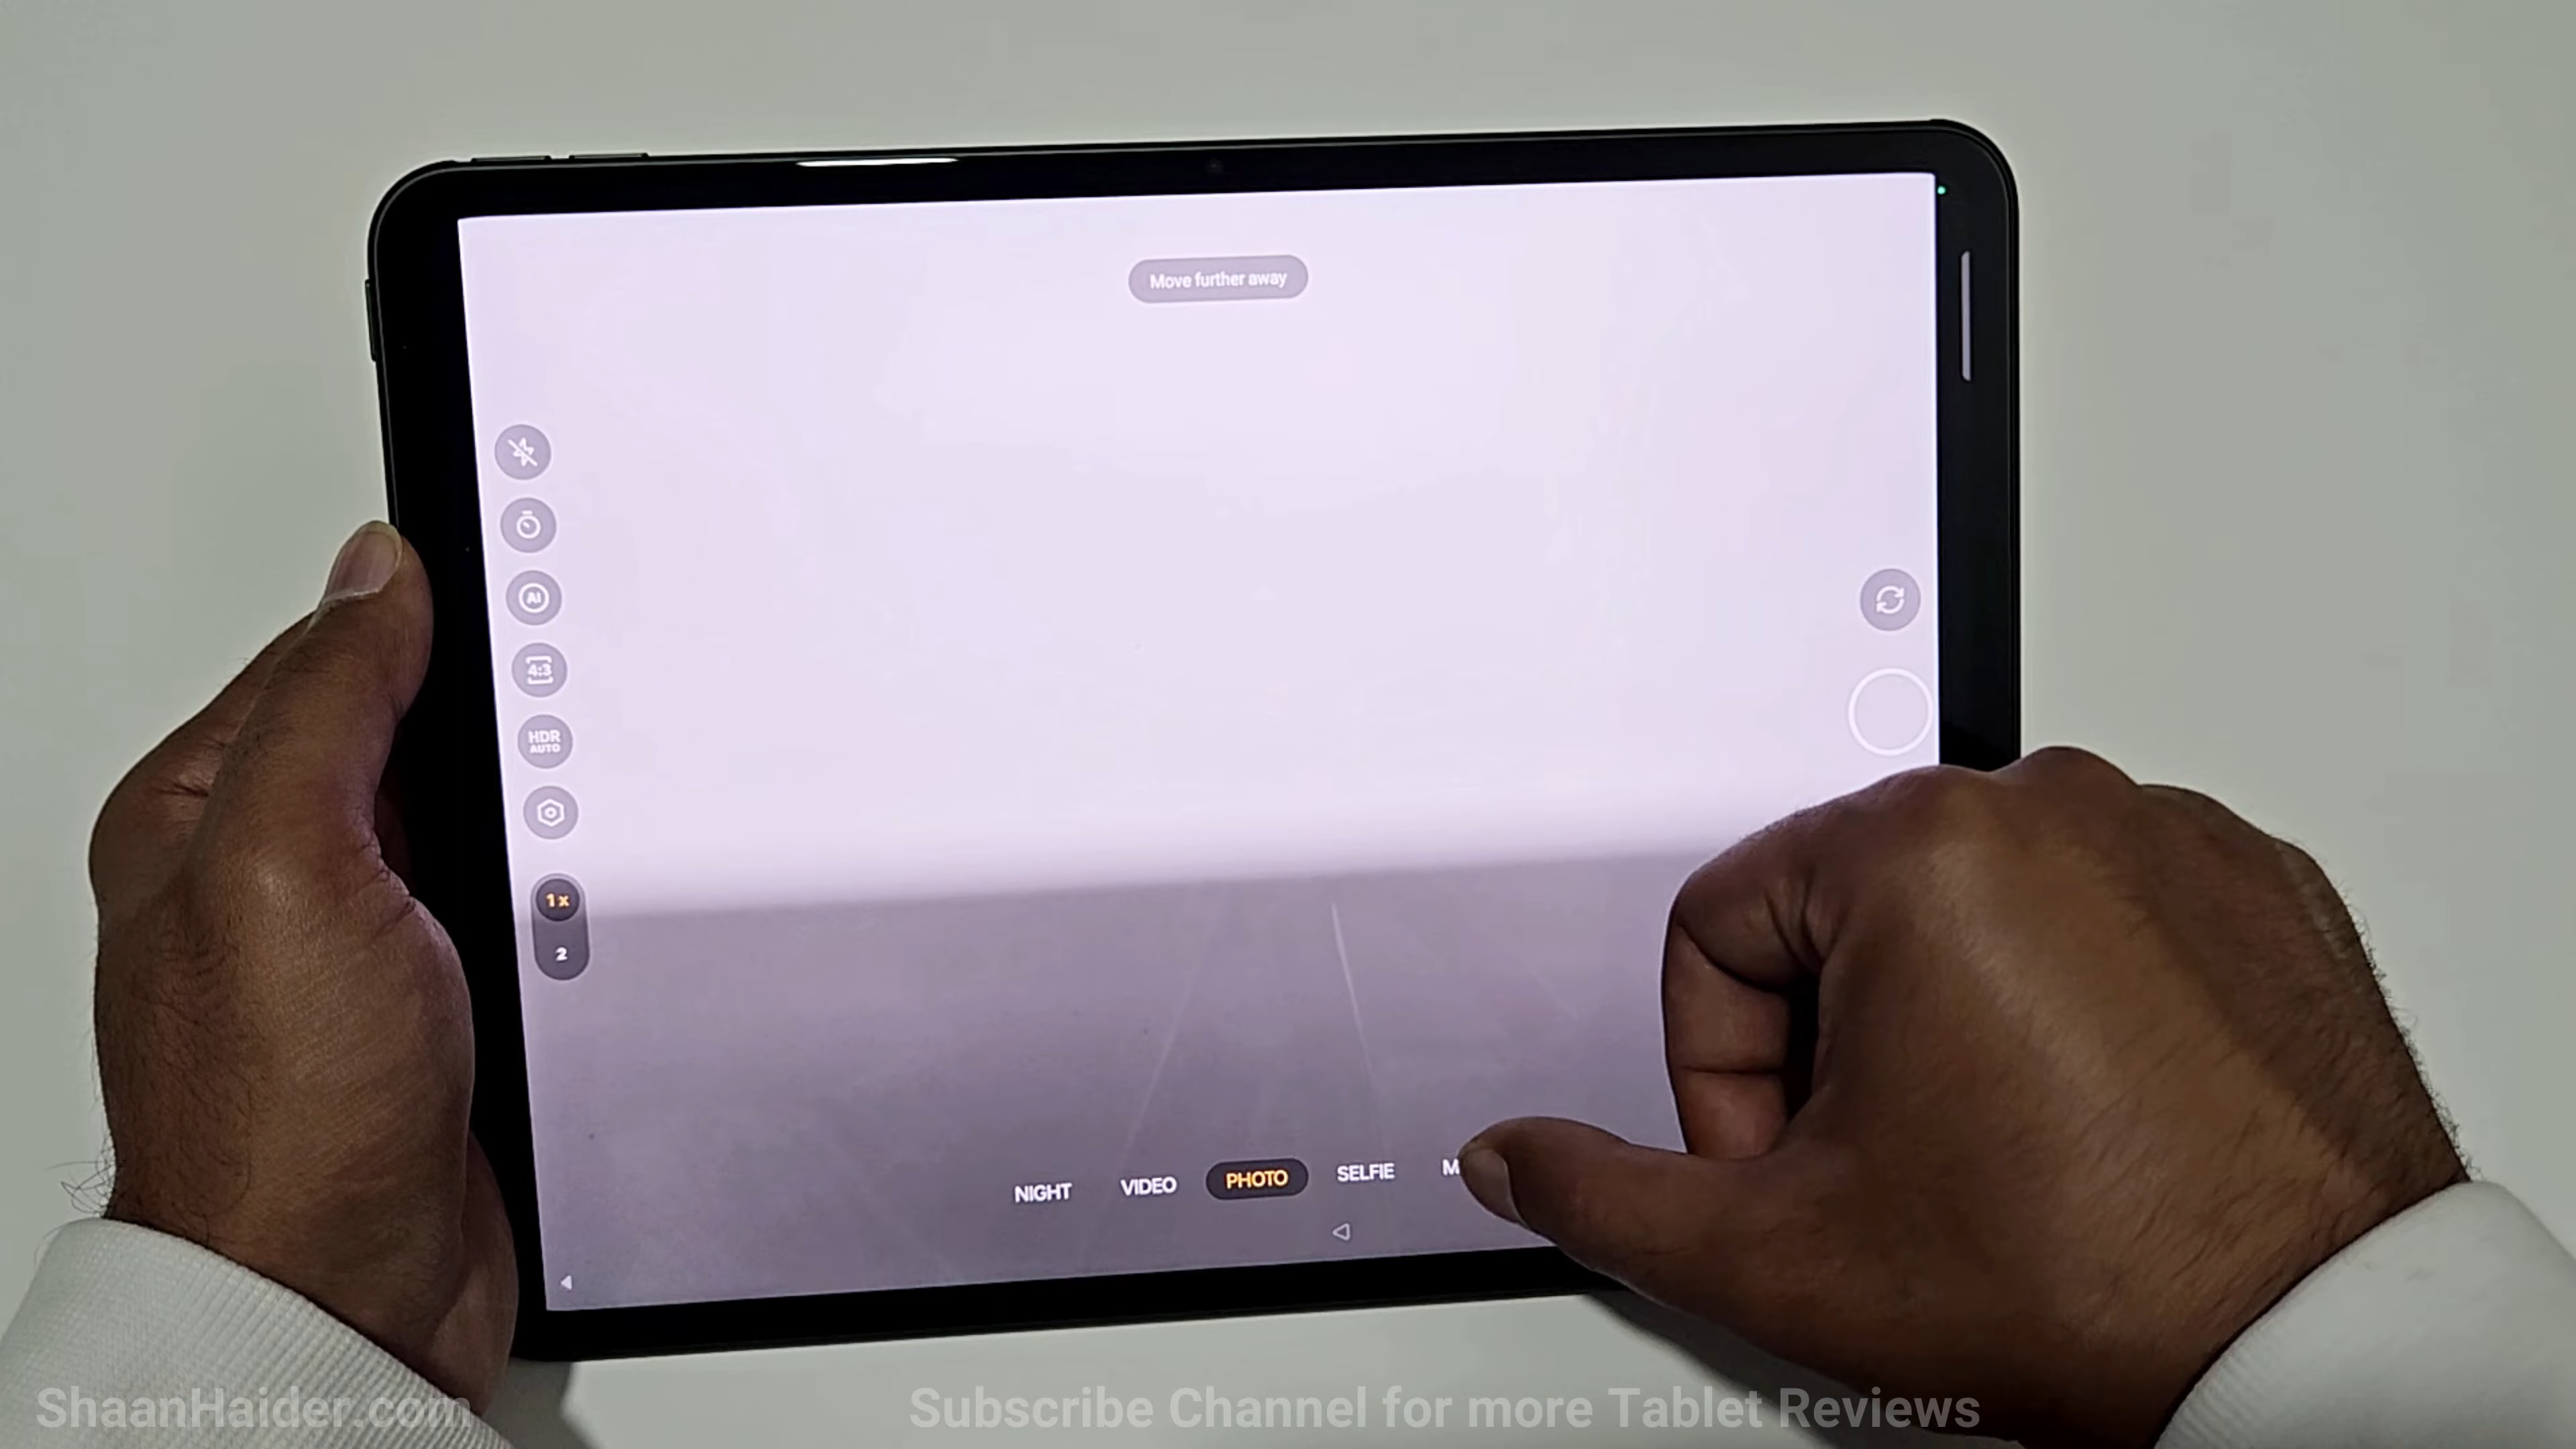 Move further away
AI
4:3
HDR
AUTO
1x
2
NIGHT VIDEO PHOTO SELFIE
ShaanHaider.com
Subscribe Channel for more Tablet Reviews